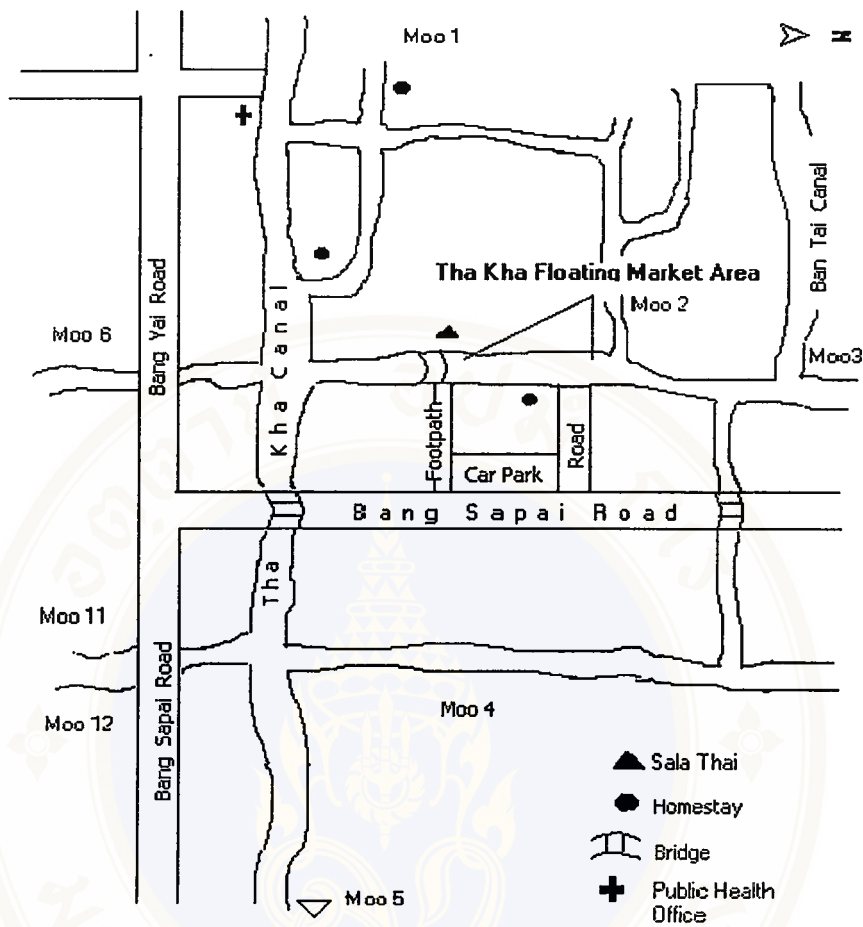 Moo 1
N
Ban Tai Canal
Tha Kha Floating Market Area
Moo 2
Moo 6
Moo3
Bang Yai Road
Tha Kha Canal
Footpath
Car Park
Road
Bang Sapai Road
Moo 11
Moo 12
Bang Sapai Road
Moo 4
Sala Thai
Homestay
Bridge
Public Health
Office
Moo 5